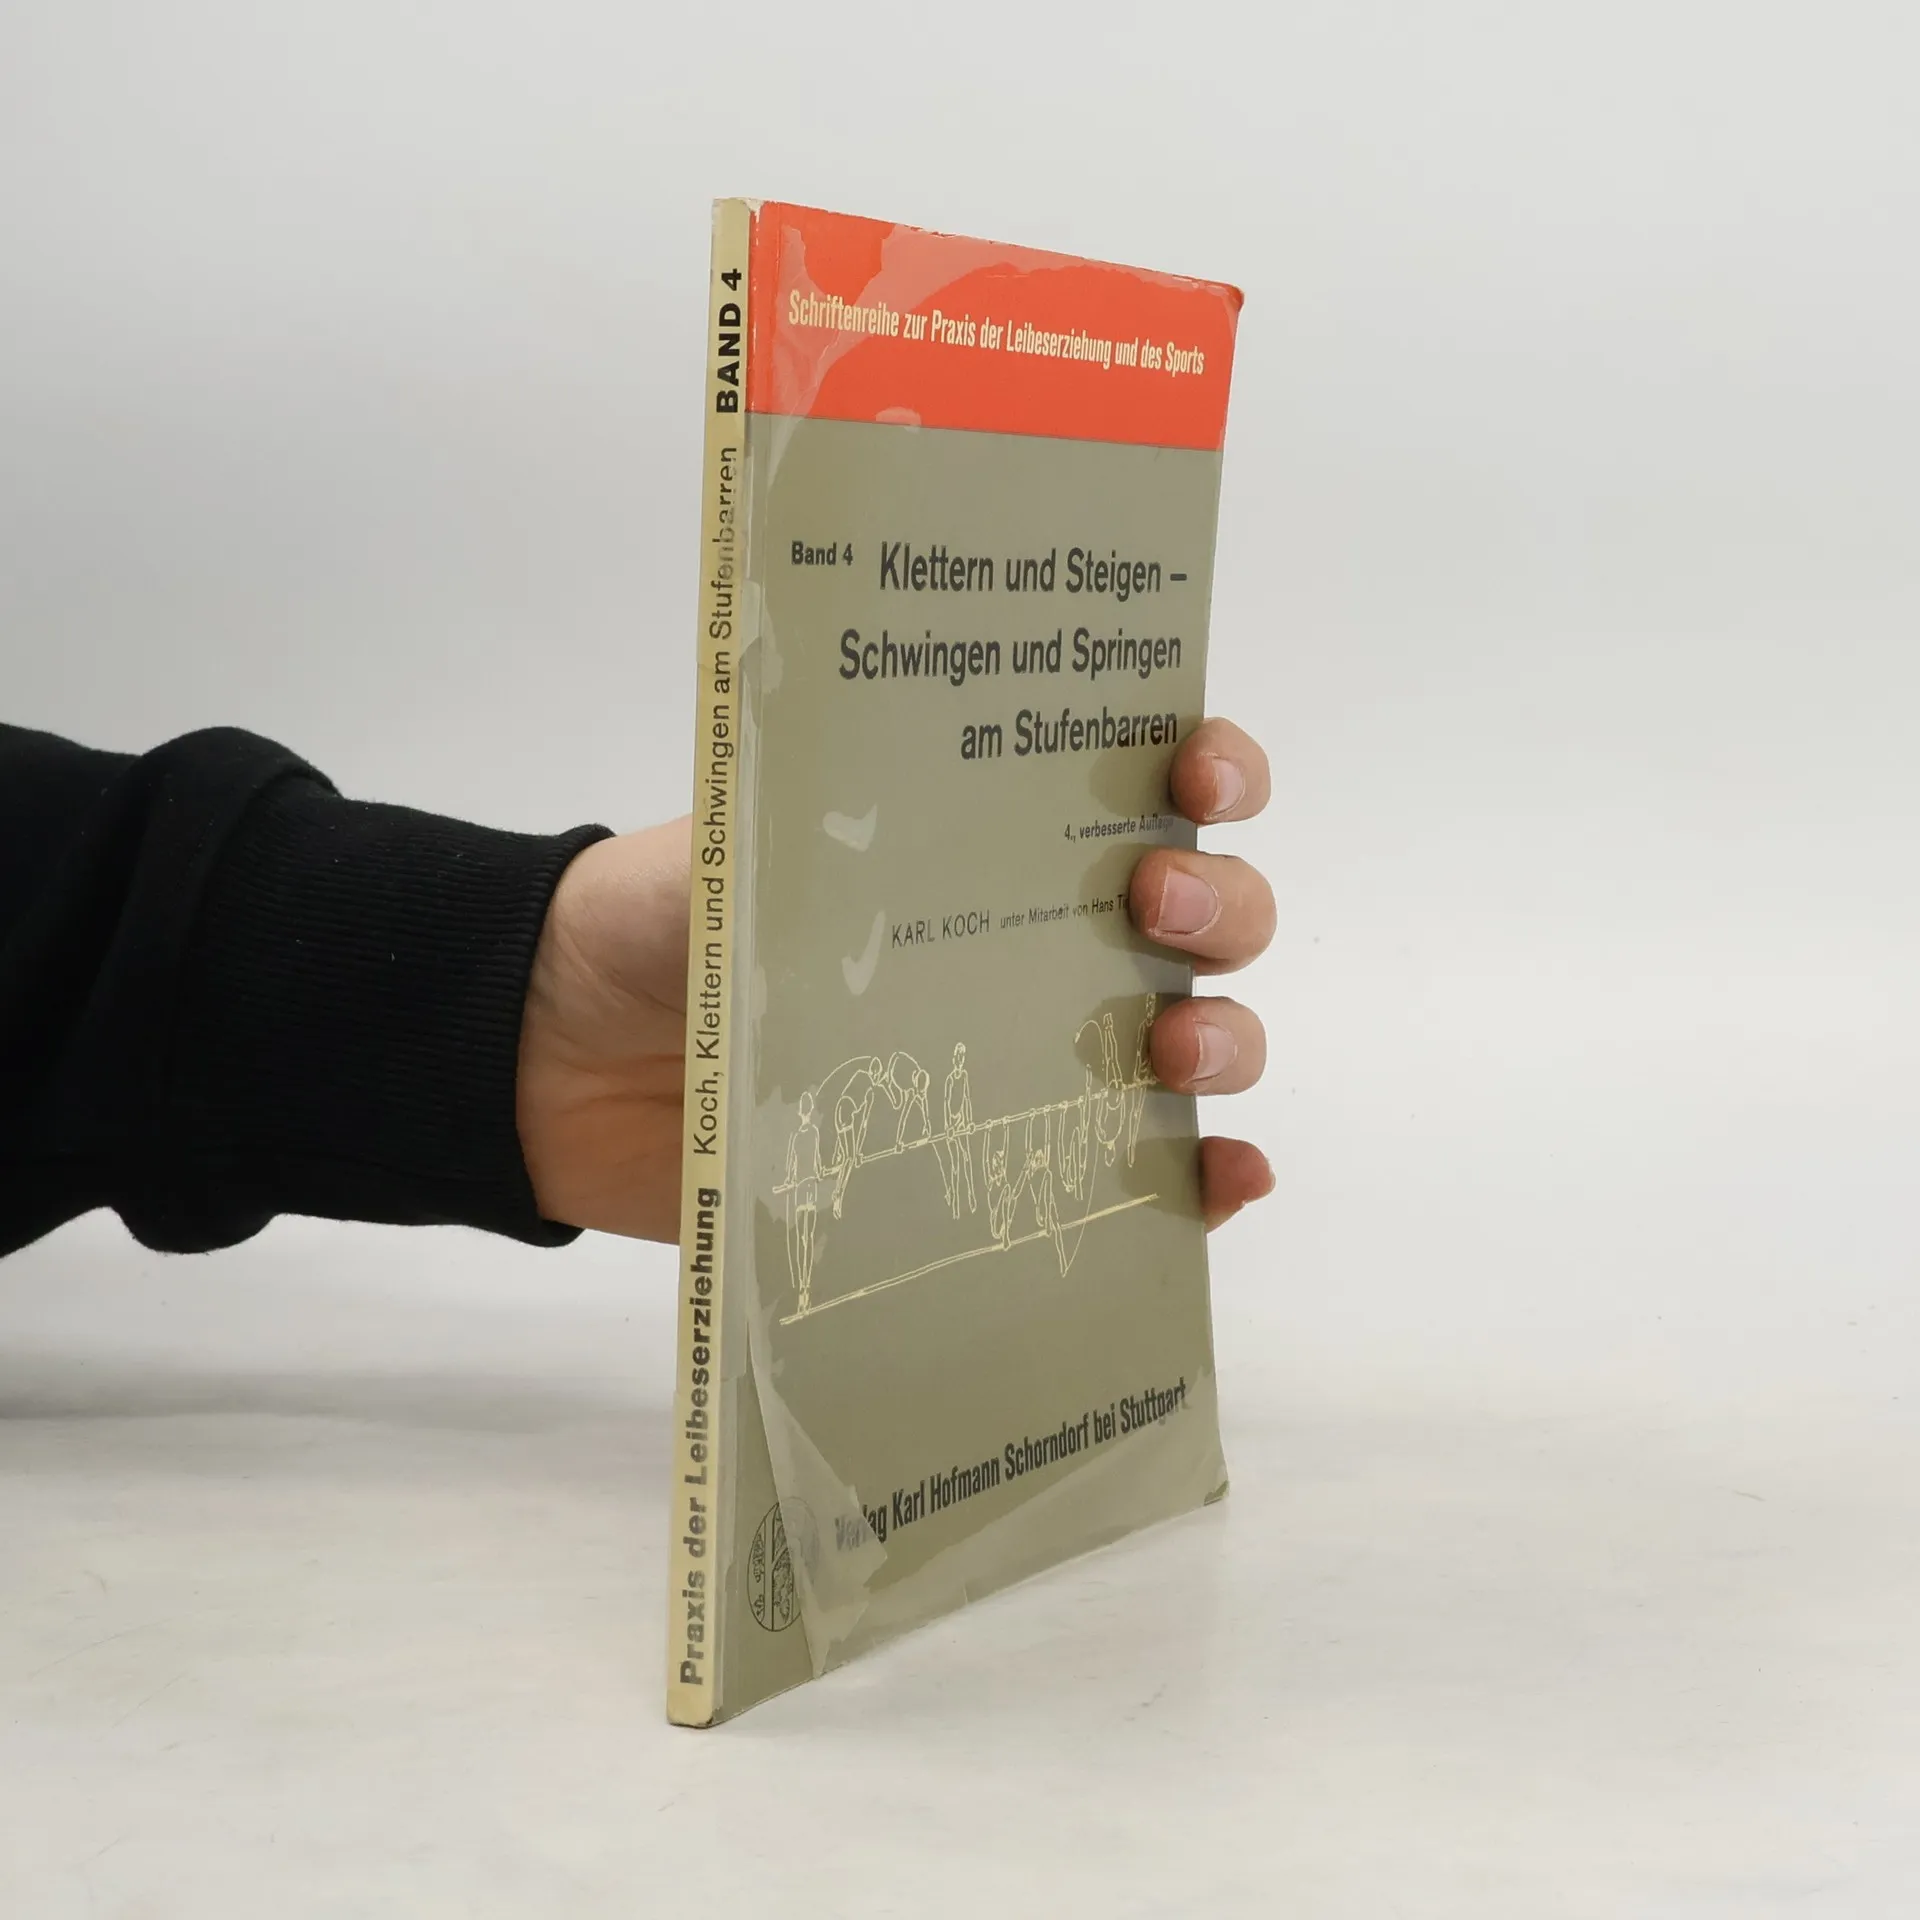 Praxis der Leibeserziehung Koch, Klettern und Schwingen am Stufenbarren BAND 4
Schriftenreihe zur Praxis der Leibeserziehung und des Sports
Band 4 Klettern und Steigen –
Schwingen und Springen
am Stufenbarren
4., verbesserte Auflage
KARL KOCH unter Mitarbeit von Hans
Verlag Karl Hofmann Schorndorf bei Stuttgart